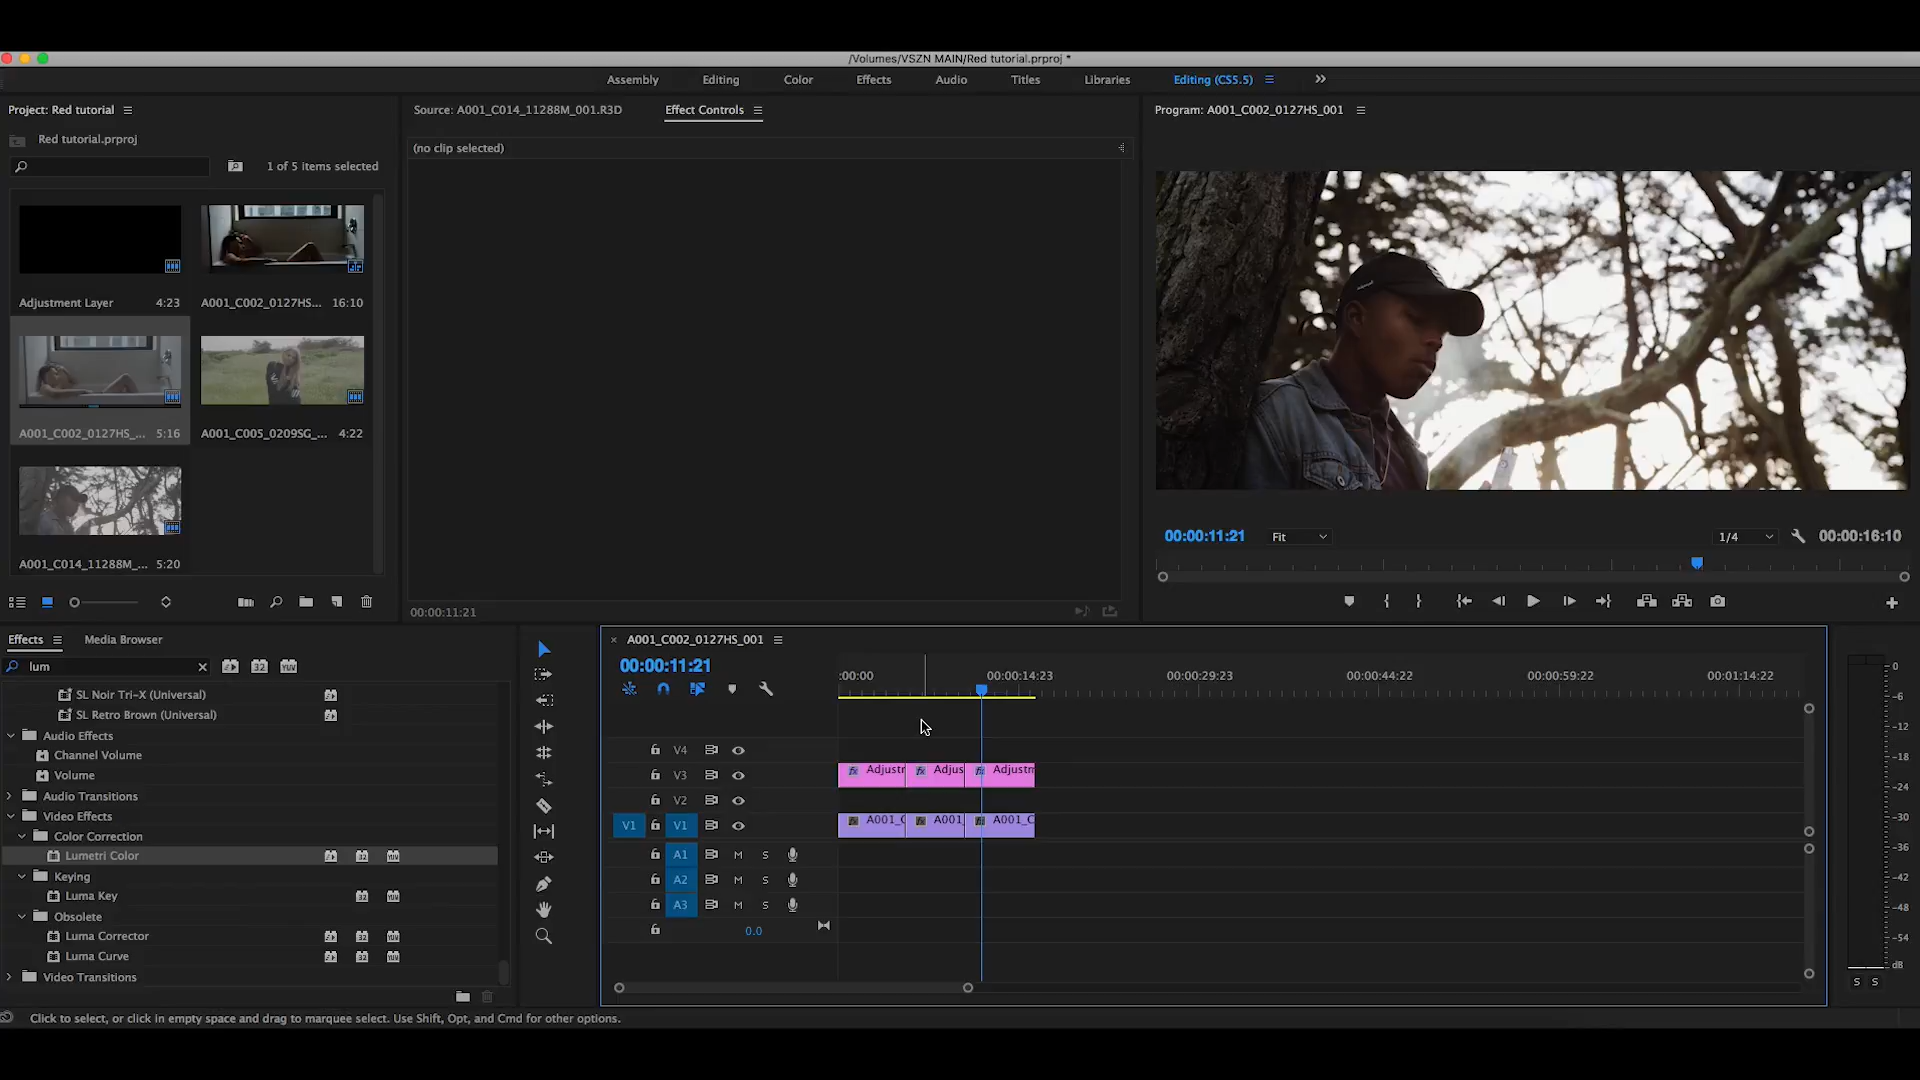 /Volumes/VSZN MAIN/Red tutorial.prproj *
Assembly Editing Color Effects Audio Titles Libraries Editing (CS5.5) >>
Project: Red tutorial
Red tutorial.prproj
1 of 5 items selected
Adjustment Layer 4:23
A001_C002_0127HS... 16:10
A001_C002_0127HS_... 5:16
A001_C005_0209SG_... 4:22
A001_C014_11288M_... 5:20
Source: A001_C014_11288M_001.R3D
Effect Controls
(no clip selected)
00:00:11:21
Program: A001_C002_0127HS_001
00:00:11:21 Fit 1/4 00:00:16:10
Effects Media Browser
lum
SL Noir Tri-X (Universal)
SL Retro Brown (Universal)
Audio Effects
Channel Volume
Volume
Audio Transitions
Video Effects
Color Correction
Lumetri Color
Keying
Luma Key
Obsolete
Luma Corrector
Luma Curve
Video Transitions
A001_C002_0127HS_001
00:00:11:21
:00:00 00:00:14:23 00:00:29:23 00:00:44:22 00:00:59:22 00:01:14:22
V4
V3 Adjustr Adjus Adjustm
V2
V1 V1 A001_C A001_ A001_C
A1 M S
A2 M S
A3 M S
0.0
0
-6
-12
-18
-24
-30
-36
-42
-48
-54
dB
S S
Click to select, or click in empty space and drag to marquee select. Use Shift, Opt, and Cmd for other options.